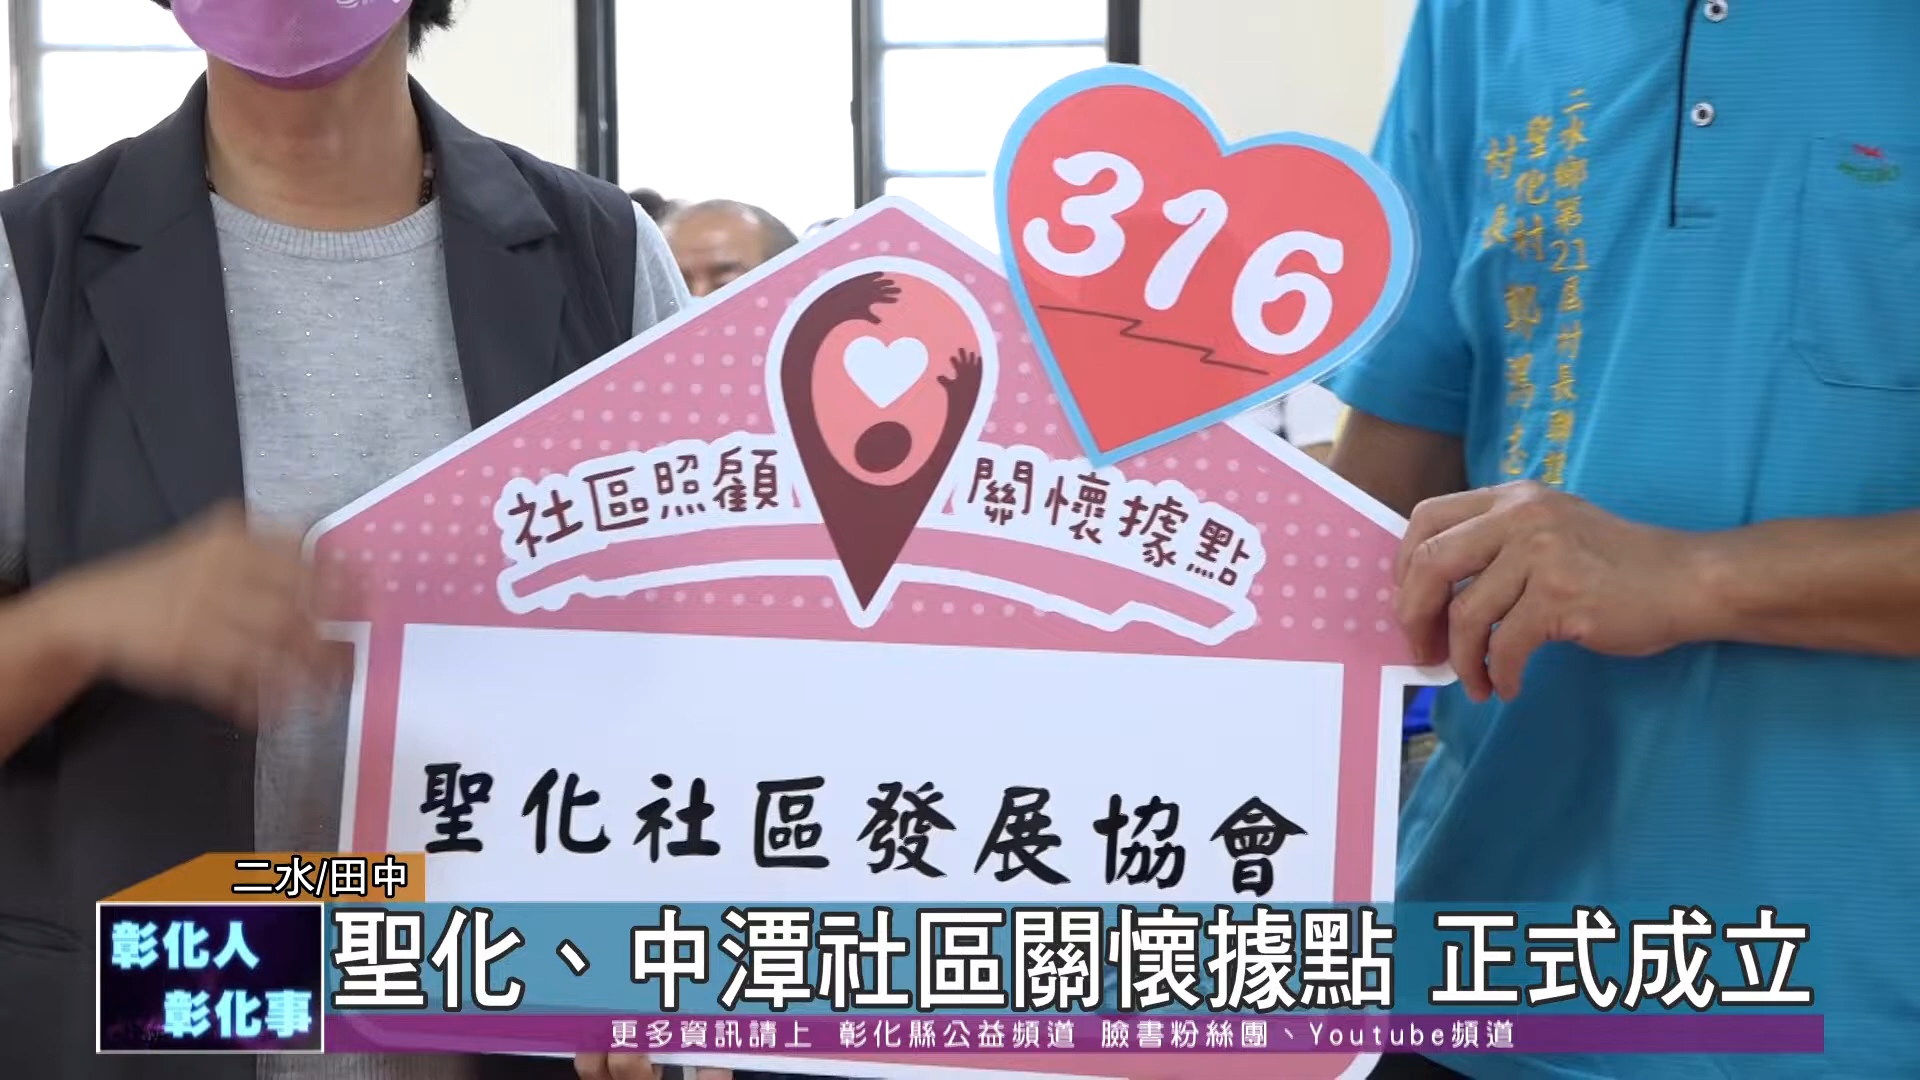 316
社區照顧 關懷據點
聖化社區發展協會
二水鄉第21屆村長聯誼
聖化村
村長
二水/田中
彰化人
彰化事
聖化、中潭社區關懷據點 正式成立
更多資訊請上 彰化縣公益頻道 臉書粉絲團、Youtube頻道